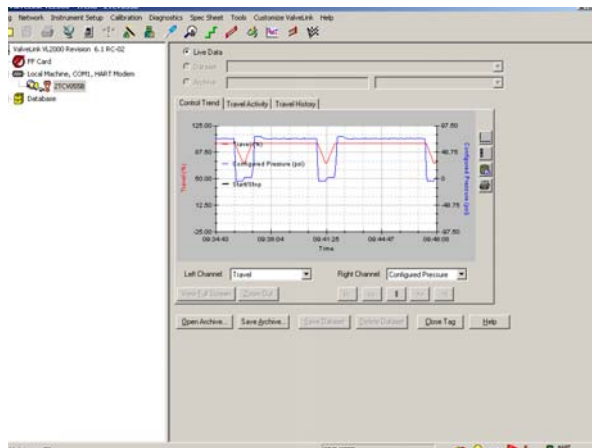 Network Instrument Setup Calibration Diagnostics Spec Sheet Tools Customize ValveLink Help
ValveLink VL2000 Revision 6.1 RC-02
FF Card
Local Machine, COM1, HART Modem
Database
Live Data
Dataset
Archive
Control Trend Travel Activity Travel History
125.00
87.50
50.00
12.50
-25.00
Travel (%)
Travel (%)
Configured Pressure (psi)
Start/Stop
97.50
48.75
0
-48.75
-97.50
Configured Pressure (psi)
09:34:43 09:38:04 09:41:25 09:44:47 09:48:08
Time
Left Channel: Travel Right Channel: Configured Pressure
View Full Screen Zoom Out
Open Archive... Save Archive... Save Dataset Delete Dataset Close Tag Help